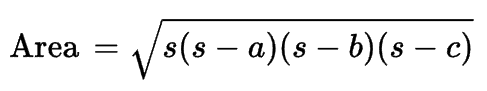 Area = √s(s − a)(s − b)(s − c)